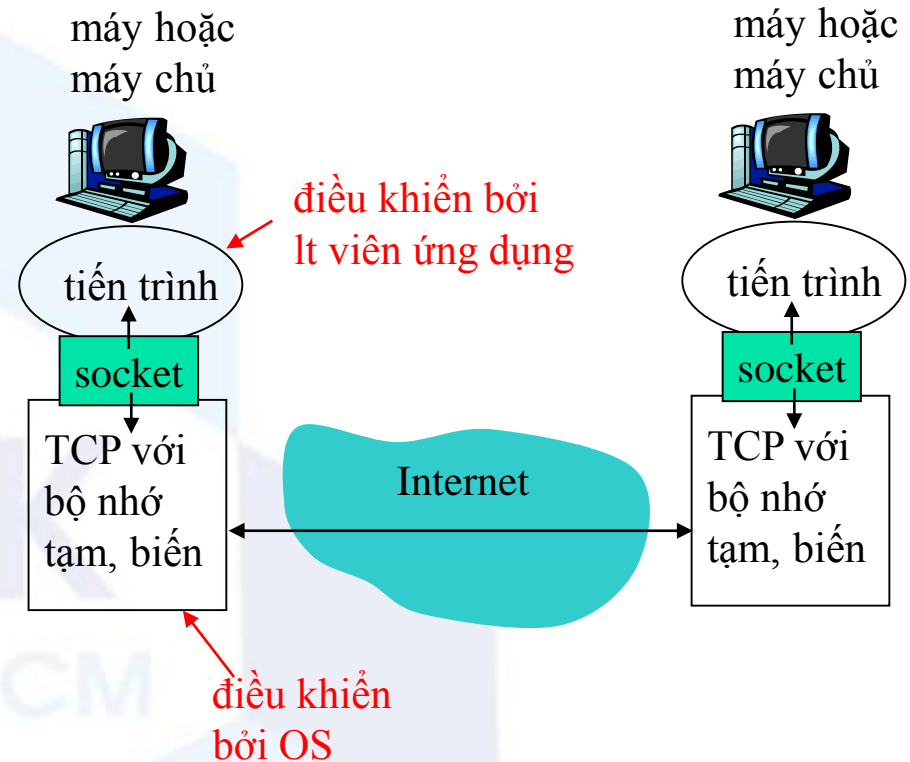 máy hoặc
máy chủ
máy hoặc
máy chủ
điều khiển bởi
lt viên ứng dụng
tiến trình
tiến trình
socket
socket
TCP với
bộ nhớ
tạm, biến
Internet
TCP với
bộ nhớ
tạm, biến
K
CM
điều khiển
bởi OS